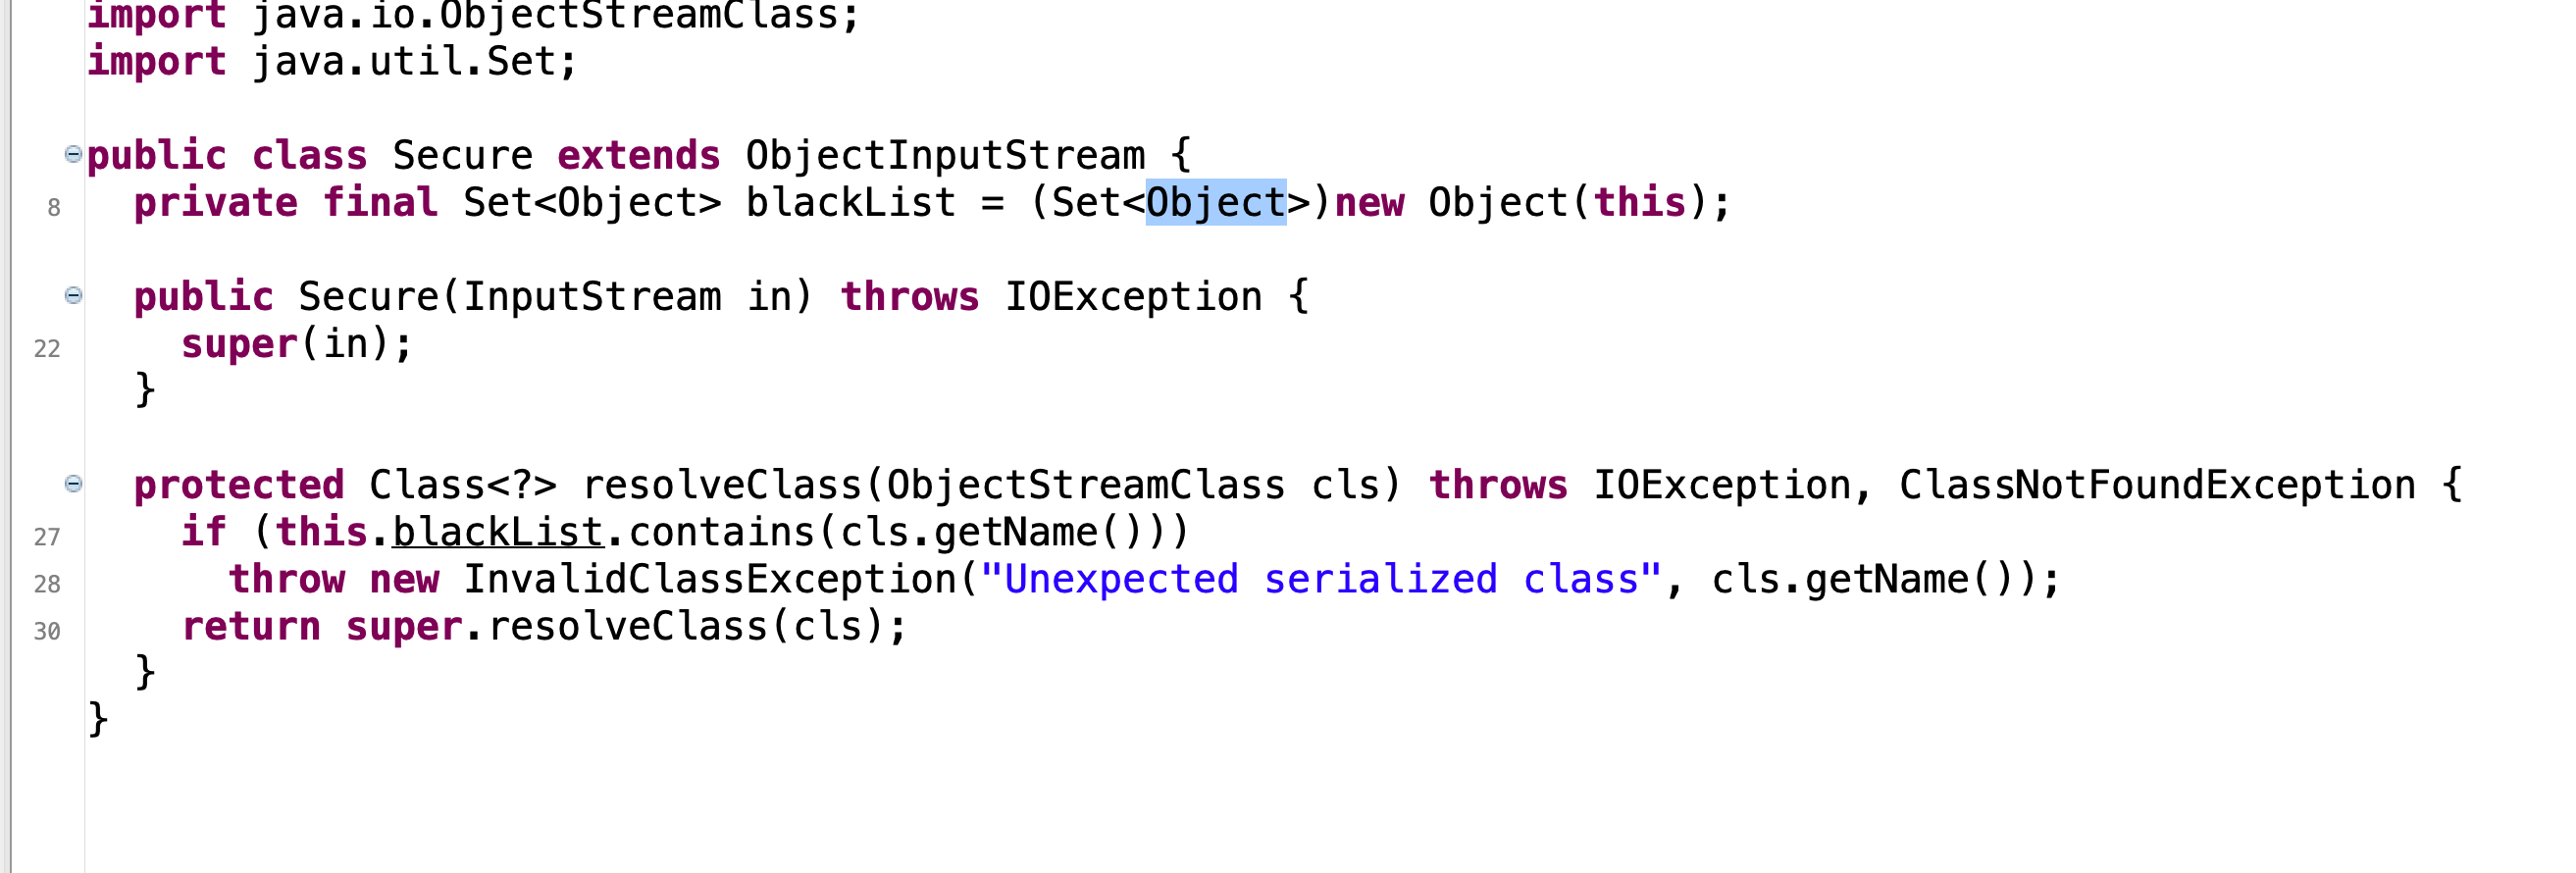 import java.io.ObjectStreamClass;
import java.util.Set;
public class Secure extends ObjectInputStream {
8 private final Set<Object> blackList = (Set<Object>)new Object(this);
public Secure(InputStream in) throws IOException {
22 super(in);
}
protected Class<?> resolveClass(ObjectStreamClass cls) throws IOException, ClassNotFoundException {
27 if (this.blackList.contains(cls.getName()))
28 throw new InvalidClassException("Unexpected serialized class", cls.getName());
30 return super.resolveClass(cls);
}
}